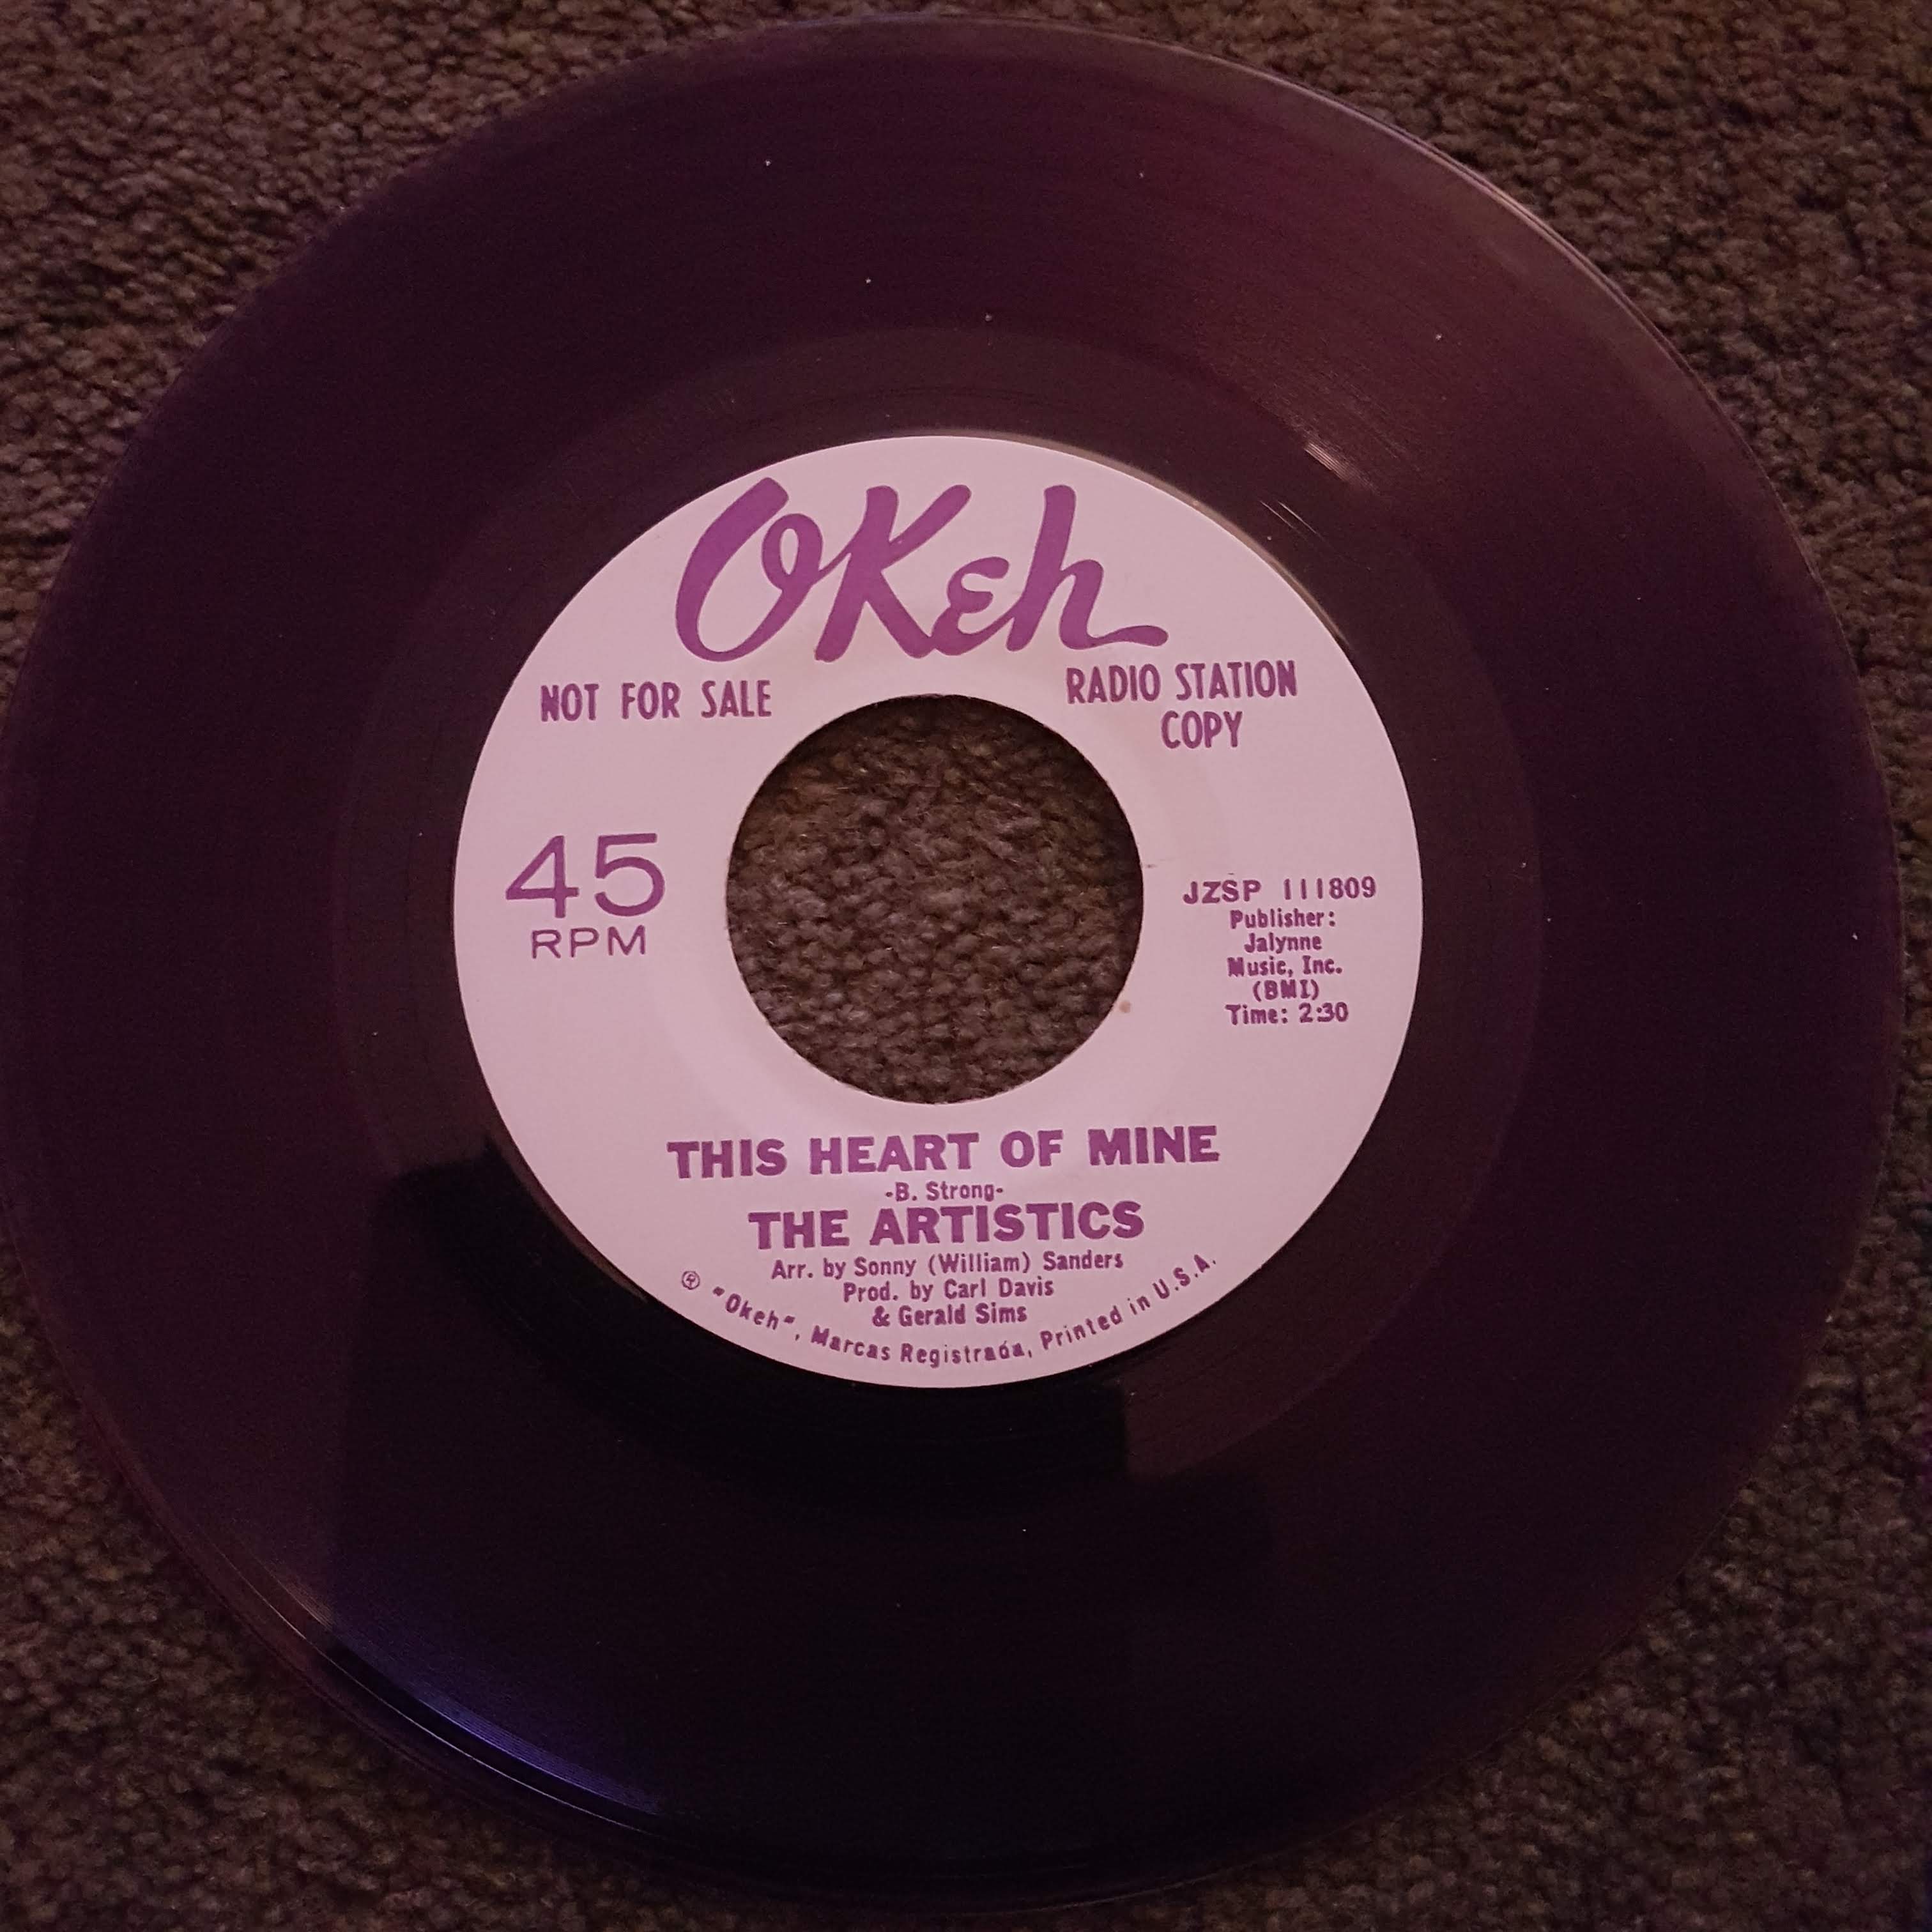 OKeh
NOT FOR SALE
RADIO STATION
COPY
45
RPM
JZSP 111809
Publisher:
Jalynne
Music, Inc.
(BMI)
Time: 2:30
THIS HEART OF MINE
-B. Strong-
THE ARTISTICS
Arr. by Sonny (William) Sanders
Prod. by Carl Davis
& Gerald Sims
℗ "Okeh", Marcas Registrada, Printed in U.S.A.